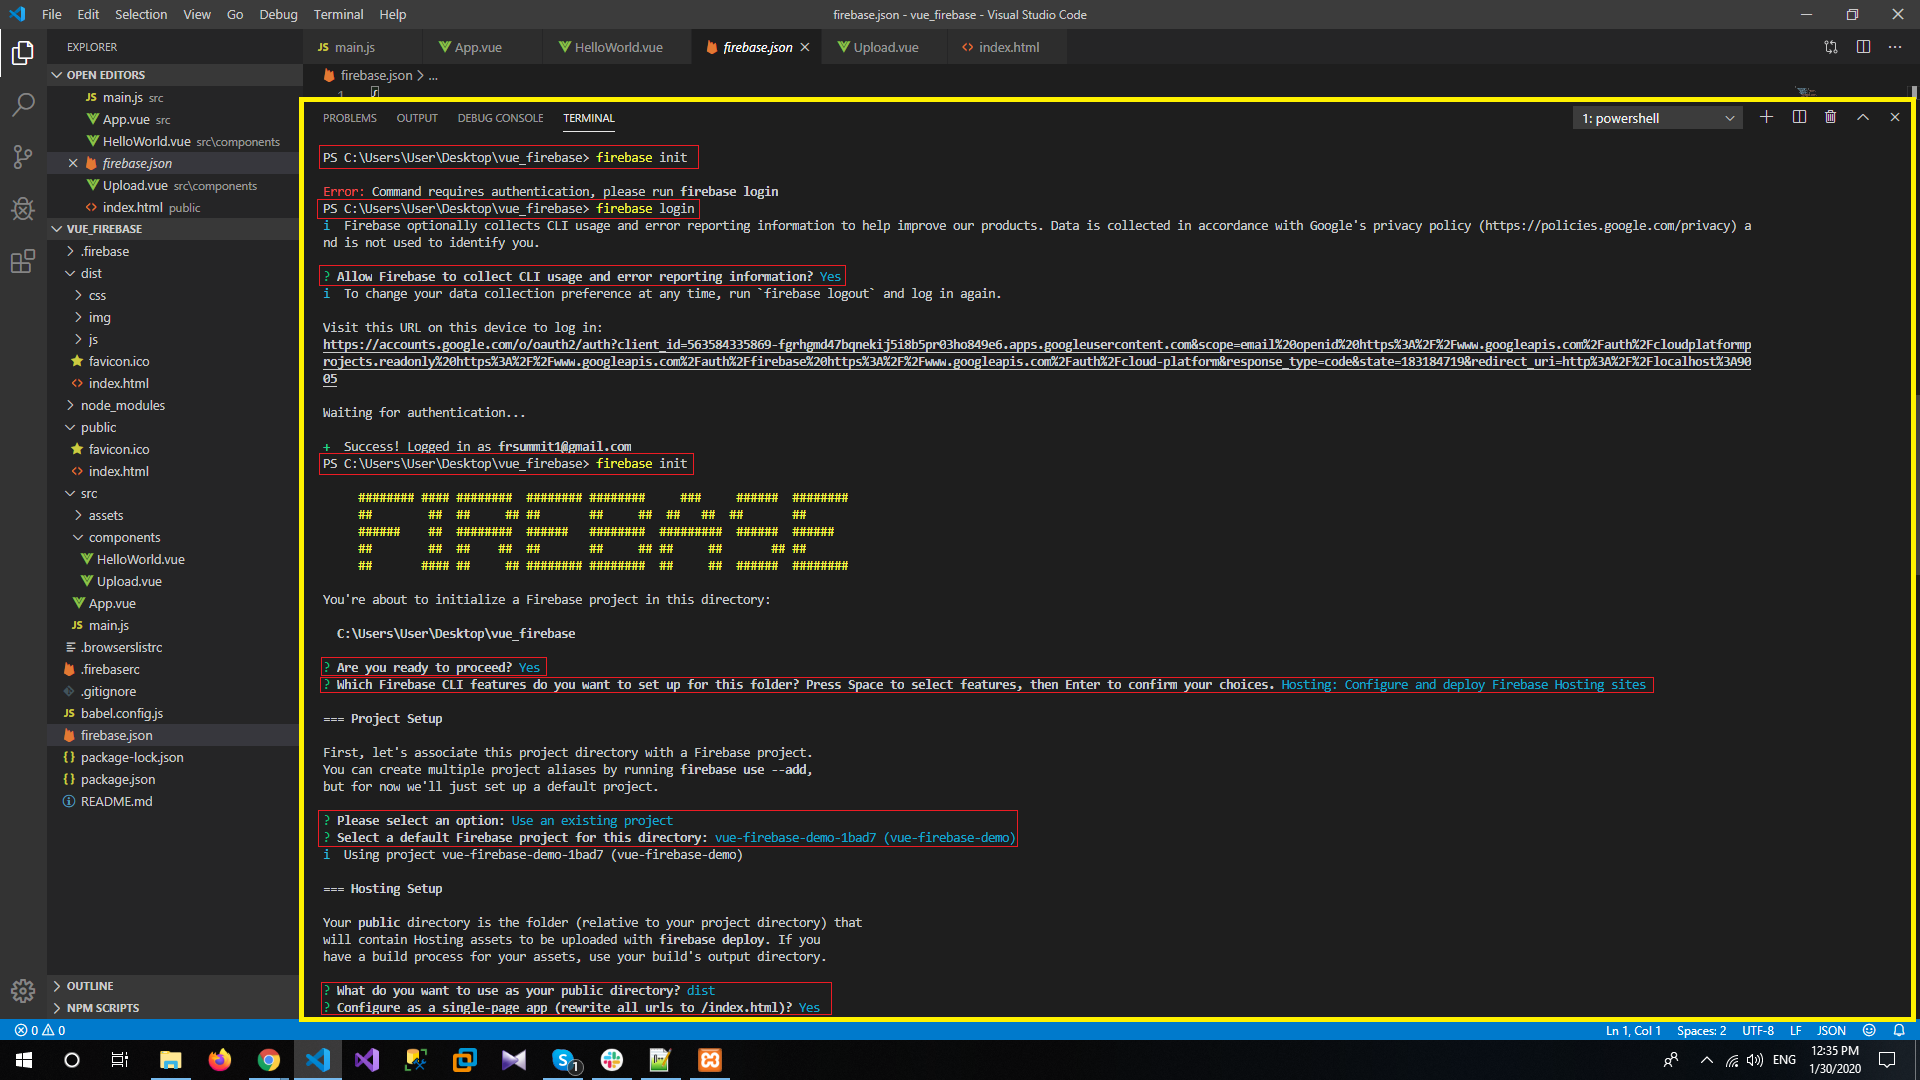 File Edit Selection View Go Debug Terminal Help
firebase.json - vue_firebase - Visual Studio Code
EXPLORER
OPEN EDITORS
JS main.js src
App.vue src
HelloWorld.vue src\components
firebase.json
Upload.vue src\components
<> index.html public
VUE_FIREBASE
.firebase
dist
css
img
js
favicon.ico
<> index.html
node_modules
public
favicon.ico
<> index.html
src
assets
components
HelloWorld.vue
Upload.vue
App.vue
JS main.js
.browserslistrc
.firebaserc
.gitignore
JS babel.config.js
firebase.json
{} package-lock.json
{} package.json
README.md
OUTLINE
NPM SCRIPTS
JS main.js App.vue HelloWorld.vue firebase.json Upload.vue <> index.html
firebase.json > ...
1 {
PROBLEMS OUTPUT DEBUG CONSOLE TERMINAL
1: powershell
PS C:\Users\User\Desktop\vue_firebase> firebase init
Error: Command requires authentication, please run firebase login
PS C:\Users\User\Desktop\vue_firebase> firebase login
i Firebase optionally collects CLI usage and error reporting information to help improve our products. Data is collected in accordance with Google's privacy policy (https://policies.google.com/privacy) a
nd is not used to identify you.
? Allow Firebase to collect CLI usage and error reporting information? Yes
i To change your data collection preference at any time, run `firebase logout` and log in again.
Visit this URL on this device to log in:
https://accounts.google.com/o/oauth2/auth?client_id=563584335869-fgrhgmd47bqnekij5i8b5pr03ho849e6.apps.googleusercontent.com&scope=email%20openid%20https%3A%2F%2Fwww.googleapis.com%2Fauth%2Fcloudplatformp
rojects.readonly%20https%3A%2F%2Fwww.googleapis.com%2Fauth%2Ffirebase%20https%3A%2F%2Fwww.googleapis.com%2Fauth%2Fcloud-platform&response_type=code&state=183184719&redirect_uri=http%3A%2F%2Flocalhost%3A90
05
Waiting for authentication...
+ Success! Logged in as frsummit1@gmail.com
PS C:\Users\User\Desktop\vue_firebase> firebase init
FIREBASE
You're about to initialize a Firebase project in this directory:
C:\Users\User\Desktop\vue_firebase
? Are you ready to proceed? Yes
? Which Firebase CLI features do you want to set up for this folder? Press Space to select features, then Enter to confirm your choices. Hosting: Configure and deploy Firebase Hosting sites
=== Project Setup
First, let's associate this project directory with a Firebase project.
You can create multiple project aliases by running firebase use --add,
but for now we'll just set up a default project.
? Please select an option: Use an existing project
? Select a default Firebase project for this directory: vue-firebase-demo-1bad7 (vue-firebase-demo)
i Using project vue-firebase-demo-1bad7 (vue-firebase-demo)
=== Hosting Setup
Your public directory is the folder (relative to your project directory) that
will contain Hosting assets to be uploaded with firebase deploy. If you
have a build process for your assets, use your build's output directory.
? What do you want to use as your public directory? dist
? Configure as a single-page app (rewrite all urls to /index.html)? Yes
0 0
Ln 1, Col 1 Spaces: 2 UTF-8 LF JSON
1
ENG
12:35 PM
1/30/2020